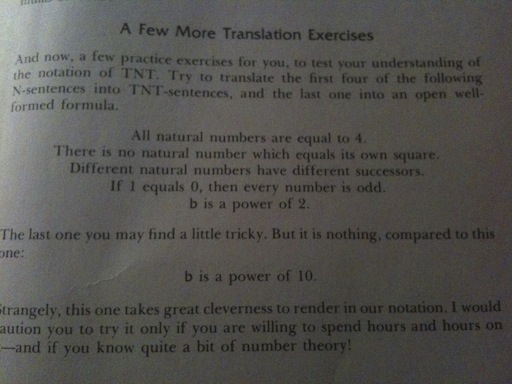 A Few More Translation Exercises
And now, a few practice exercises for you, to test your understanding of
the notation of TNT. Try to translate the first four of the following
N-sentences into TNT-sentences, and the last one into an open well-
formed formula.
All natural numbers are equal to 4.
There is no natural number which equals its own square.
Different natural numbers have different successors.
If 1 equals 0, then every number is odd.
b is a power of 2.
The last one you may find a little tricky. But it is nothing, compared to this
one:
b is a power of 10.
Strangely, this one takes great cleverness to render in our notation. I would
caution you to try it only if you are willing to spend hours and hours on
—and if you know quite a bit of number theory!